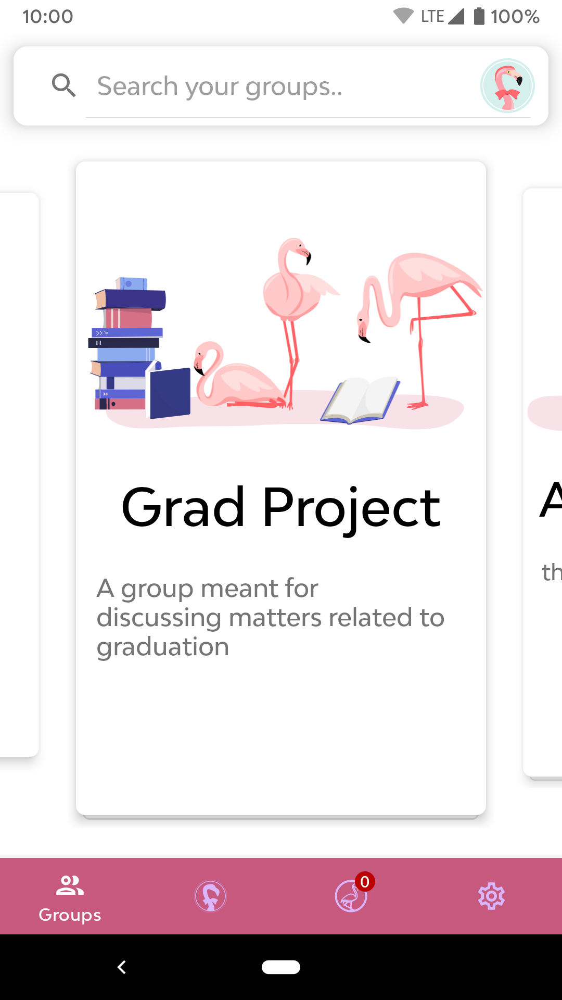 10:00 LTE 100%
Search your groups..
Grad Project
A
A group meant for
discussing matters related to
graduation
th
0
Groups